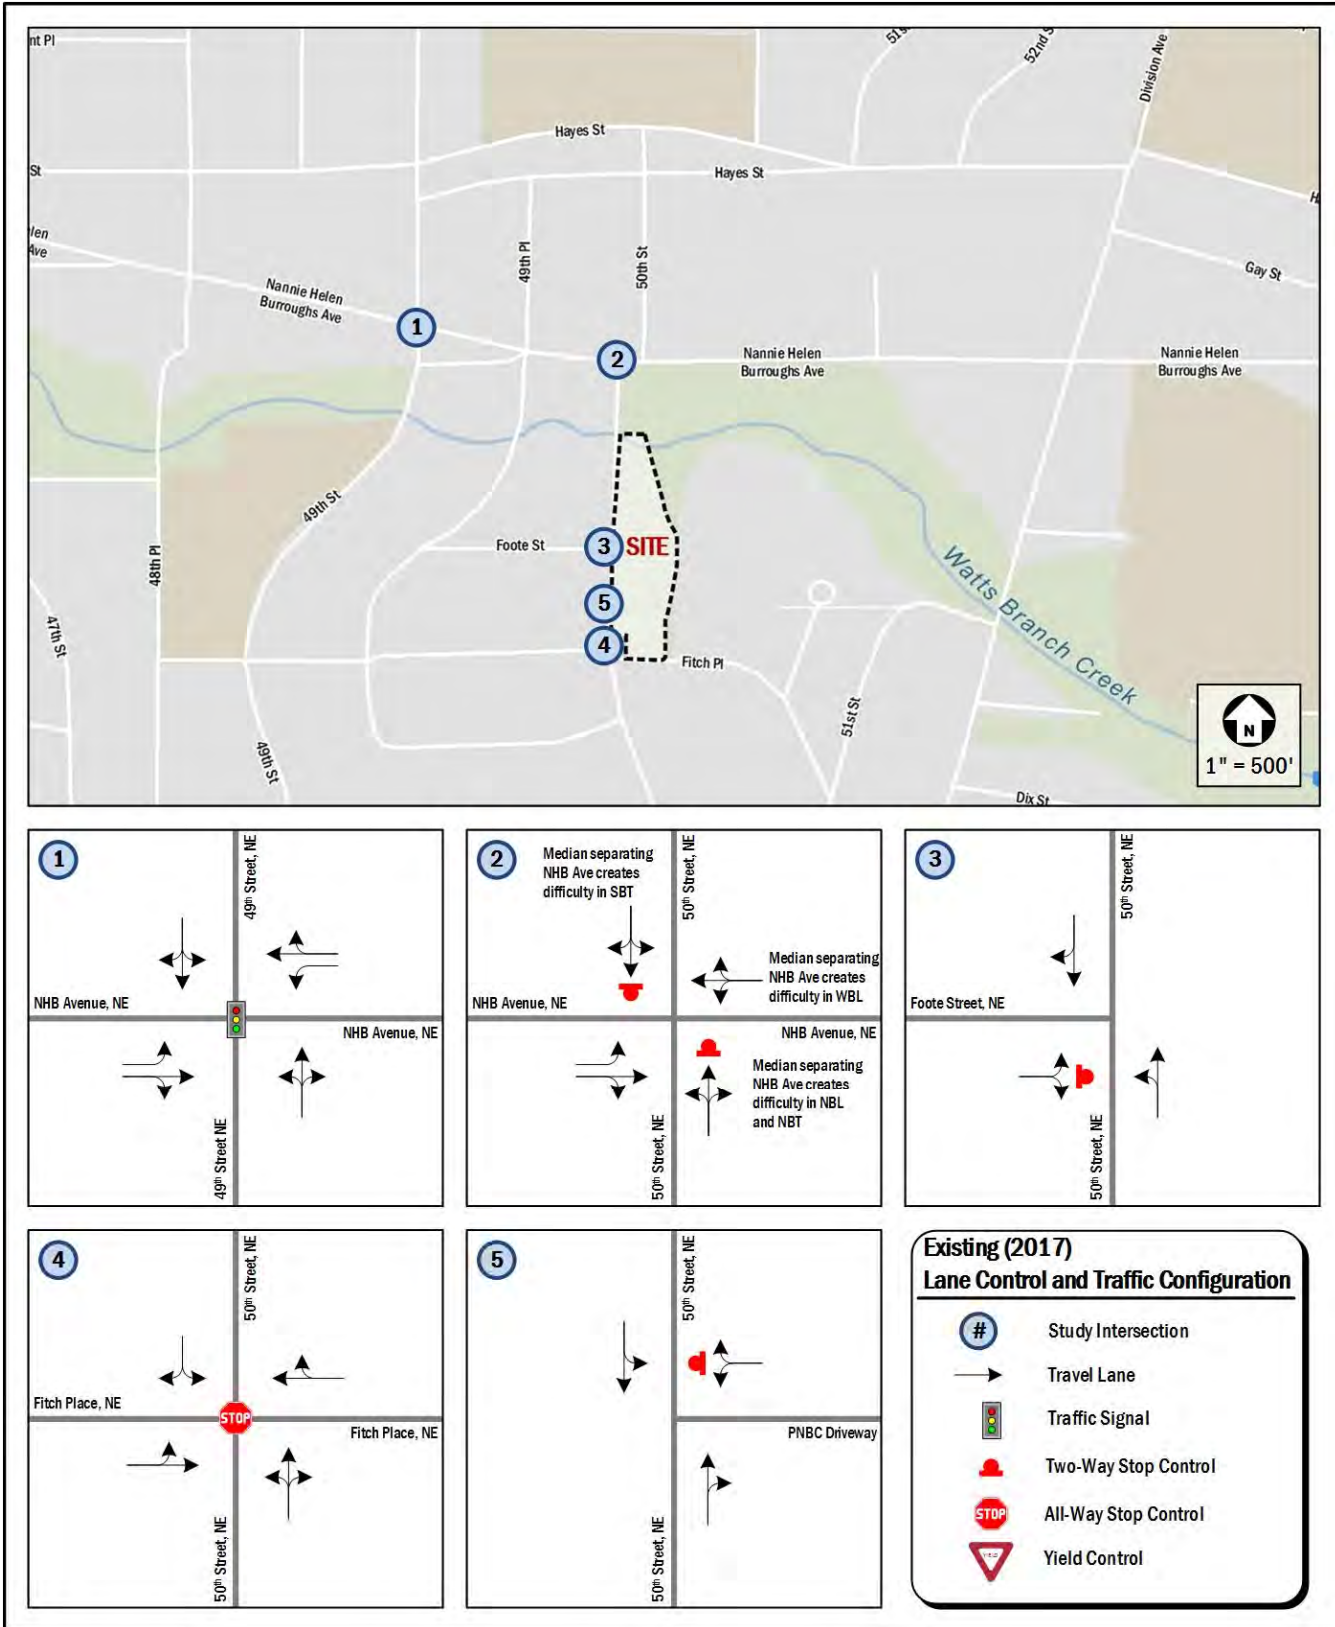 nt Pl
51s
52nd S
Division Ave
Hayes St
St
Hayes St
H
len
Ave
49th Pl
50th St
Gay St
Nannie Helen
Burroughs Ave
1
2
Nannie Helen
Burroughs Ave
Nannie Helen
Burroughs Ave
49th St
48th Pl
Foote St
3
SITE
5
4
Fitch Pl
47th St
49th St
51st St
Watts Branch Creek
Dix St
N
1" = 500'
1
49th Street, NE
NHB Avenue, NE
NHB Avenue, NE
49th Street NE
2
Median separating
NHB Ave creates
difficulty in SBT
50th Street, NE
Median separating
NHB Ave creates
difficulty in WBL
NHB Avenue, NE
NHB Avenue, NE
Median separating
NHB Ave creates
difficulty in NBL
and NBT
50th Street, NE
3
50th Street, NE
Foote Street, NE
50th Street, NE
4
50th Street, NE
Fitch Place, NE
STOP
Fitch Place, NE
50th Street, NE
5
50th Street, NE
PNBC Driveway
Existing (2017)
Lane Control and Traffic Configuration
# Study Intersection
Travel Lane
Traffic Signal
Two-Way Stop Control
STOP All-Way Stop Control
YIELD Yield Control